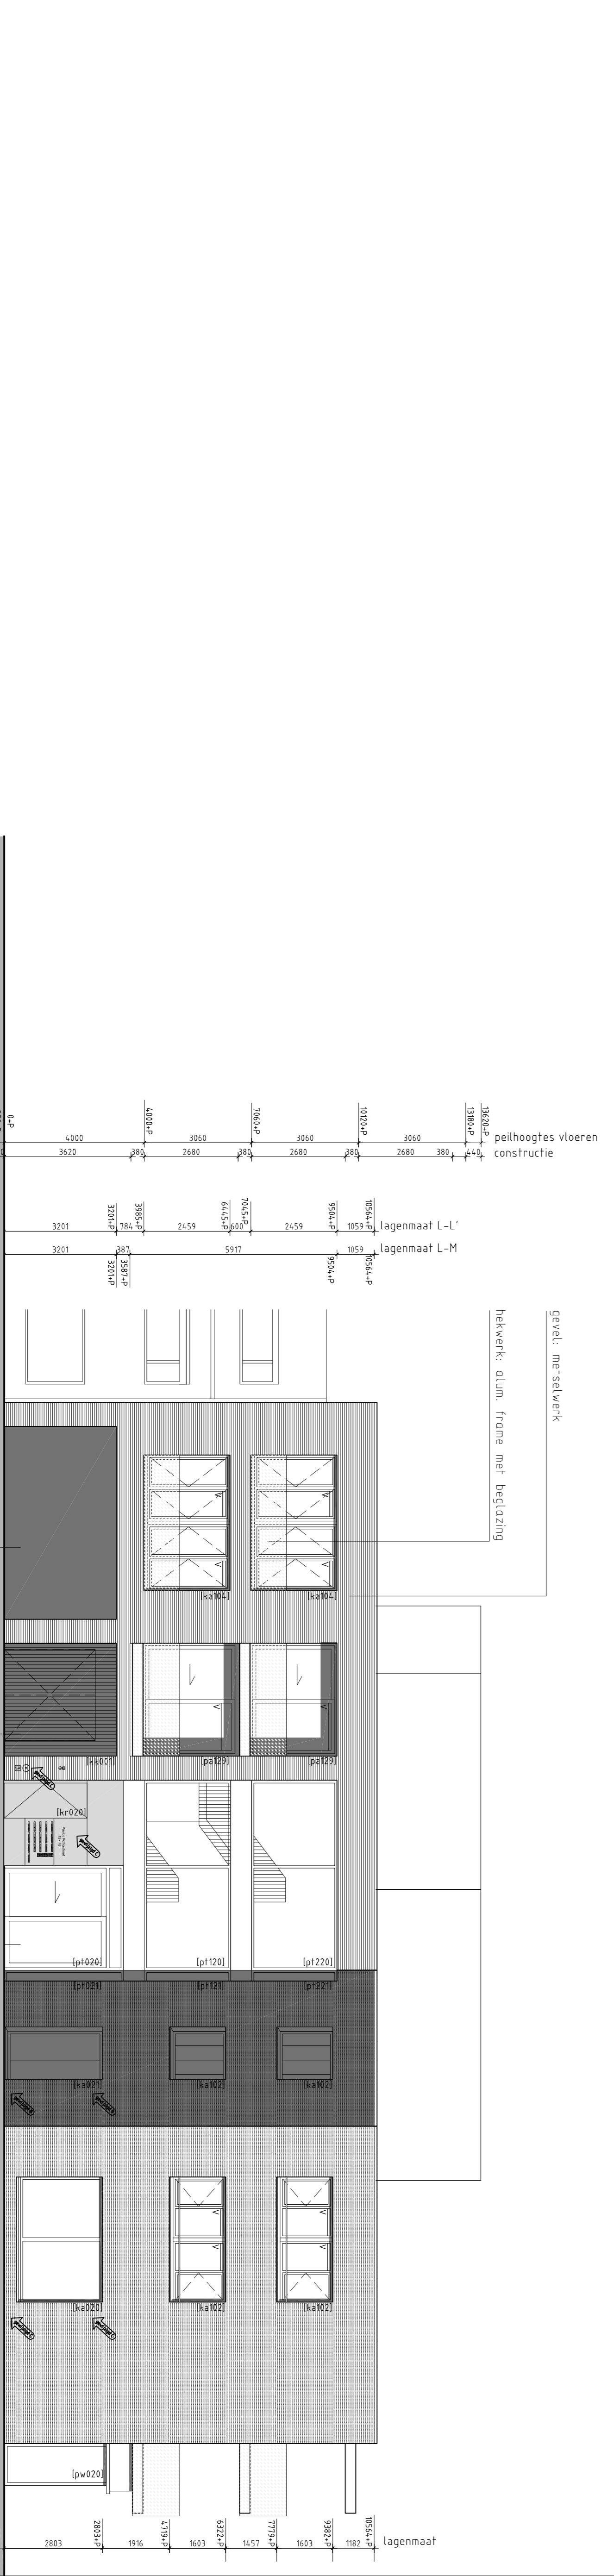 0+P
4000+P
7060+P
10120+P
13180+P
13620+P
4000
3060
3060
3060
peilhoogtes vloeren
3620
380
2680
380
2680
380
2680
380
440
constructie
3201+P
3985+P
6445+P
7045+P
9504+P
10564+P
3201
784
2459
600
2459
1059
lagenmaat L-L'
3201
387
5917
1059
lagenmaat L-M
3201+P
3587+P
9504+P
10564+P
hekwerk: alum. frame met beglazing
gevel: metselwerk
[ka104]
[ka104]
[kk001]
[pa129]
[pa129]
[kr020]
[pt020]
[pt120]
[pt220]
[pt021]
[pt121]
[pt221]
[ka021]
[ka102]
[ka102]
[ka020]
[ka102]
[ka102]
[pw020]
2803+P
4719+P
6322+P
7779+P
9382+P
10564+P
2803
1916
1603
1457
1603
1182
lagenmaat